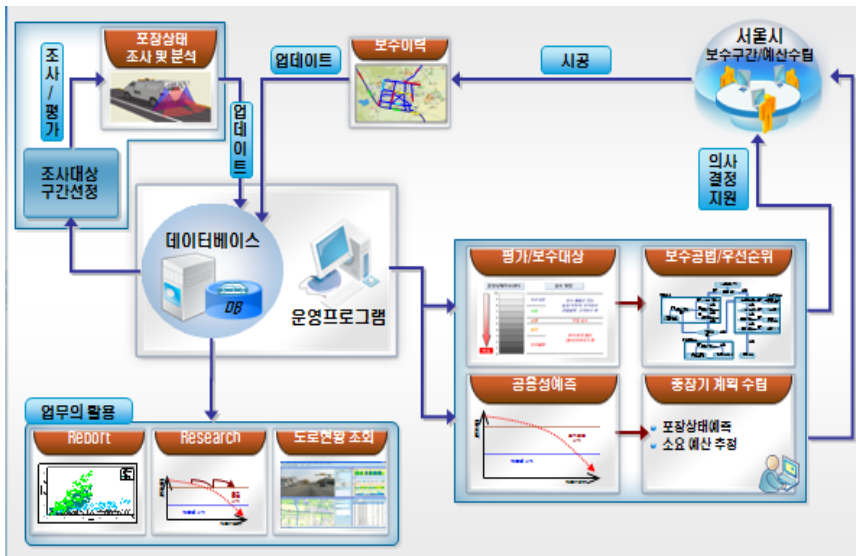 포장상태
조사 및 분석
조사/평가
업데이트
조사대상
구간선정
업데이트
보수이력
시공
서울시
보수구간/예산수립
의사
결정
지원
데이터베이스
DB
운영프로그램
평가/보수대상
보수공법/우선순위
공용성예측
중장기 계획 수립
포장상태예측
소요 예산 추정
업무의 활용
Report
Research
도로현황 조회